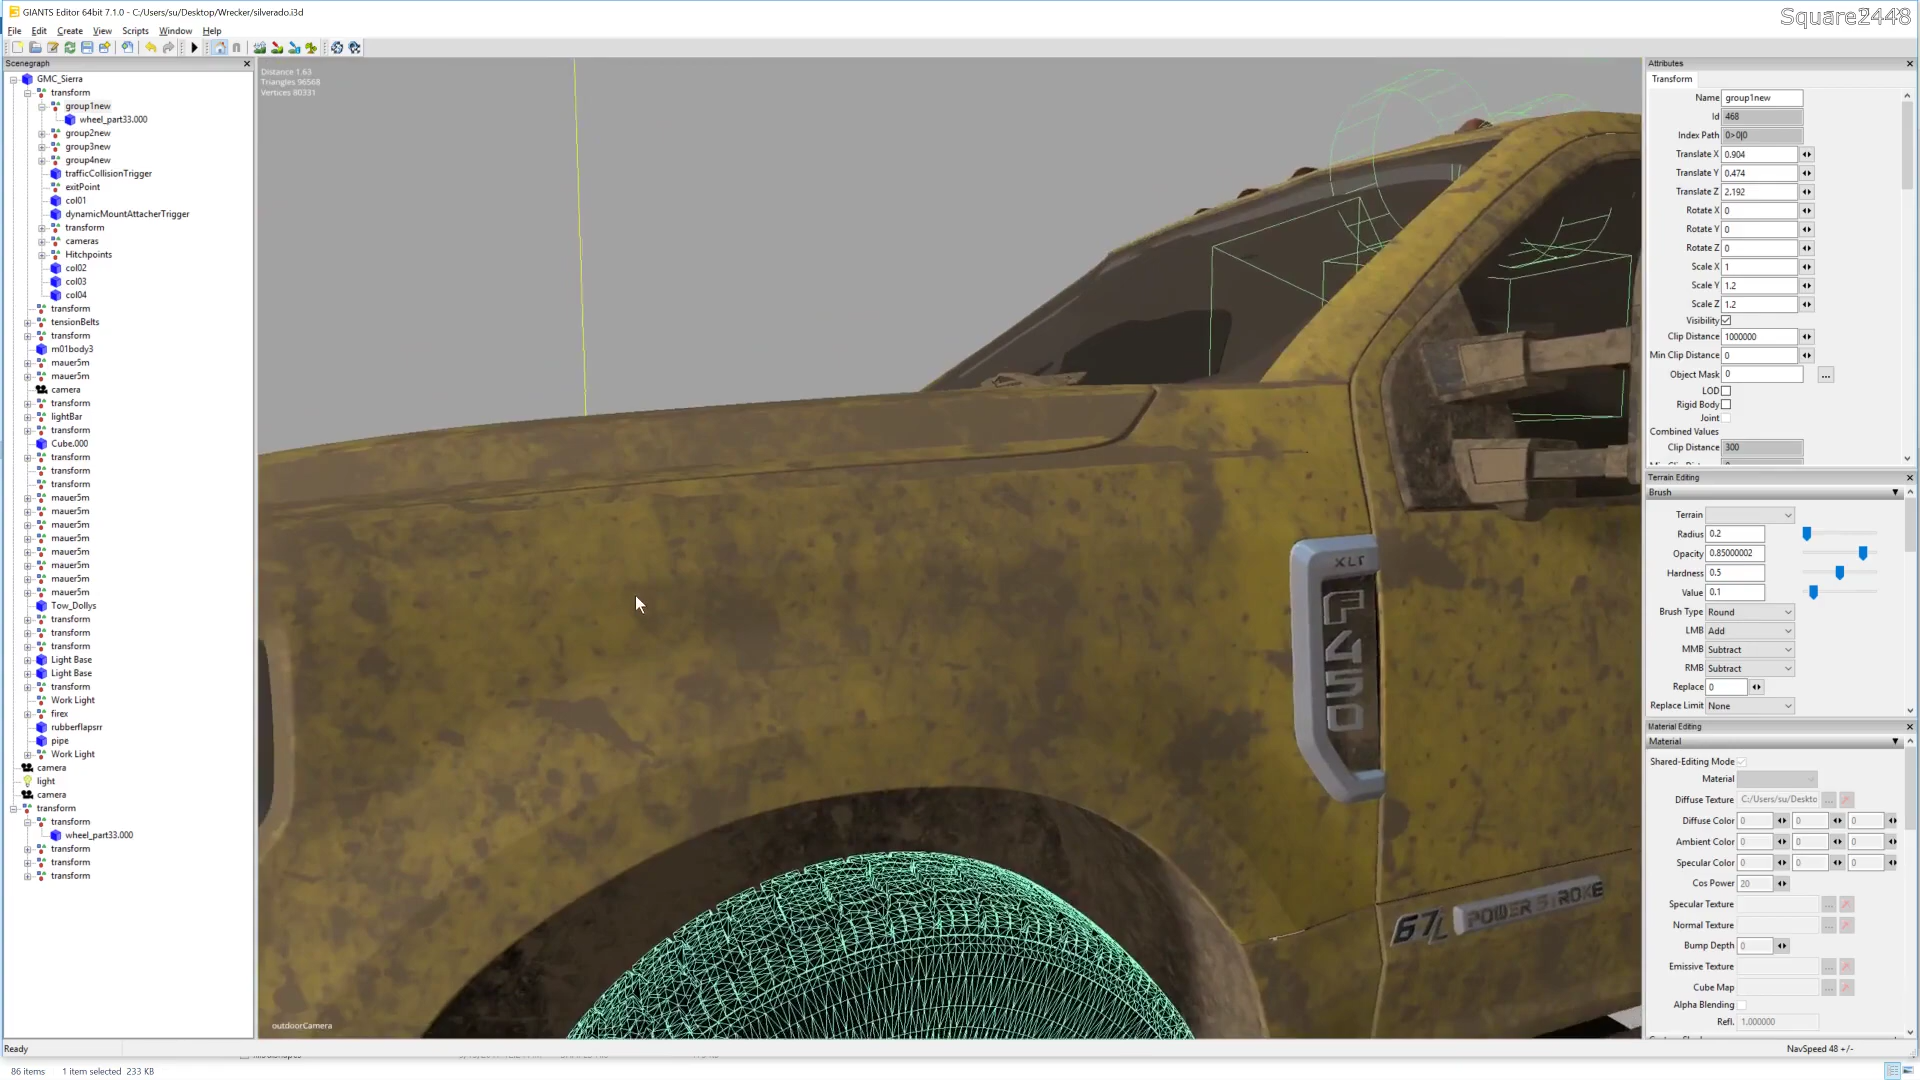 GIANTS Editor 64bit 7.1.0 - C:/Users/su/Desktop/Wrecker/silverado.i3d
Square2448
File Edit Create View Scripts Window Help
Scenegraph
GMC_Sierra
transform
group1new
wheel_part33.000
group2new
group3new
group4new
trafficCollisionTrigger
exitPoint
col01
dynamicMountAttacherTrigger
transform
cameras
Hitchpoints
col02
col03
col04
transform
tensionBelts
transform
m01body3
mauer5m
mauer5m
camera
transform
lightBar
transform
Cube.000
transform
transform
transform
mauer5m
mauer5m
mauer5m
mauer5m
mauer5m
mauer5m
mauer5m
mauer5m
Tow_Dollys
transform
transform
transform
Light Base
Light Base
transform
Work Light
firex
rubberflapsrr
pipe
Work Light
camera
light
camera
transform
transform
wheel_part33.000
transform
transform
transform
Distance 1.63
Triangles 96568
Vertices 80331
XLT
F450
6.7L POWER STROKE
outdoorCamera
Attributes
Transform
Name group1new
Id 468
Index Path 0>0|0
Translate X 0.904
Translate Y 0.474
Translate Z 2.192
Rotate X 0
Rotate Y 0
Rotate Z 0
Scale X 1
Scale Y 1.2
Scale Z 1.2
Visibility
Clip Distance 1000000
Min Clip Distance 0
Object Mask 0 ...
LOD
Rigid Body
Joint
Combined Values
Clip Distance 300
Terrain Editing
Brush
Terrain
Radius 0.2
Opacity 0.85000002
Hardness 0.5
Value 0.1
Brush Type Round
LMB Add
MMB Subtract
RMB Subtract
Replace 0
Replace Limit None
Material Editing
Material
Shared-Editing Mode
Material
Diffuse Texture C:/Users/su/Deskto ...
Diffuse Color 0 0 0
Ambient Color 0 0 0
Specular Color 0 0 0
Cos Power 20
Specular Texture ...
Normal Texture ...
Bump Depth 0
Emissive Texture ...
Cube Map ...
Alpha Blending
Refl. 1.000000
Ready
NavSpeed 48 +/-
86 items 1 item selected 233 KB